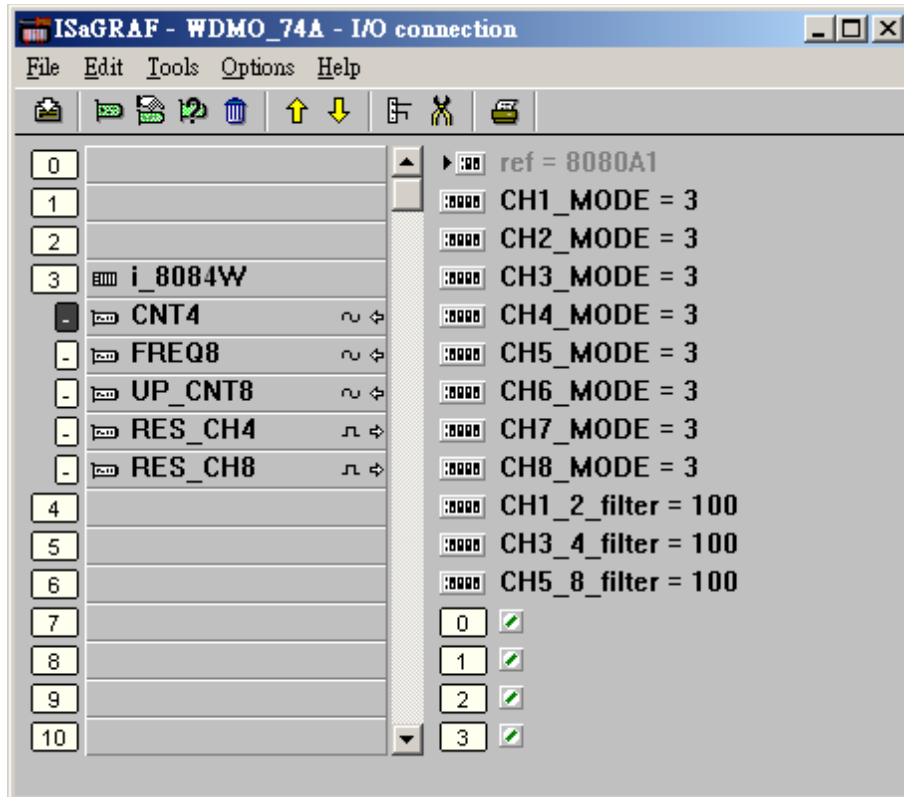 ISaGRAF - WDMO_74A - I/O connection
File Edit Tools Options Help
0
1
2
3 i_8084W
- CNT4
- FREQ8
- UP_CNT8
- RES_CH4
- RES_CH8
4
5
6
7
8
9
10
ref = 8080A1
CH1_MODE = 3
CH2_MODE = 3
CH3_MODE = 3
CH4_MODE = 3
CH5_MODE = 3
CH6_MODE = 3
CH7_MODE = 3
CH8_MODE = 3
CH1_2_filter = 100
CH3_4_filter = 100
CH5_8_filter = 100
0
1
2
3